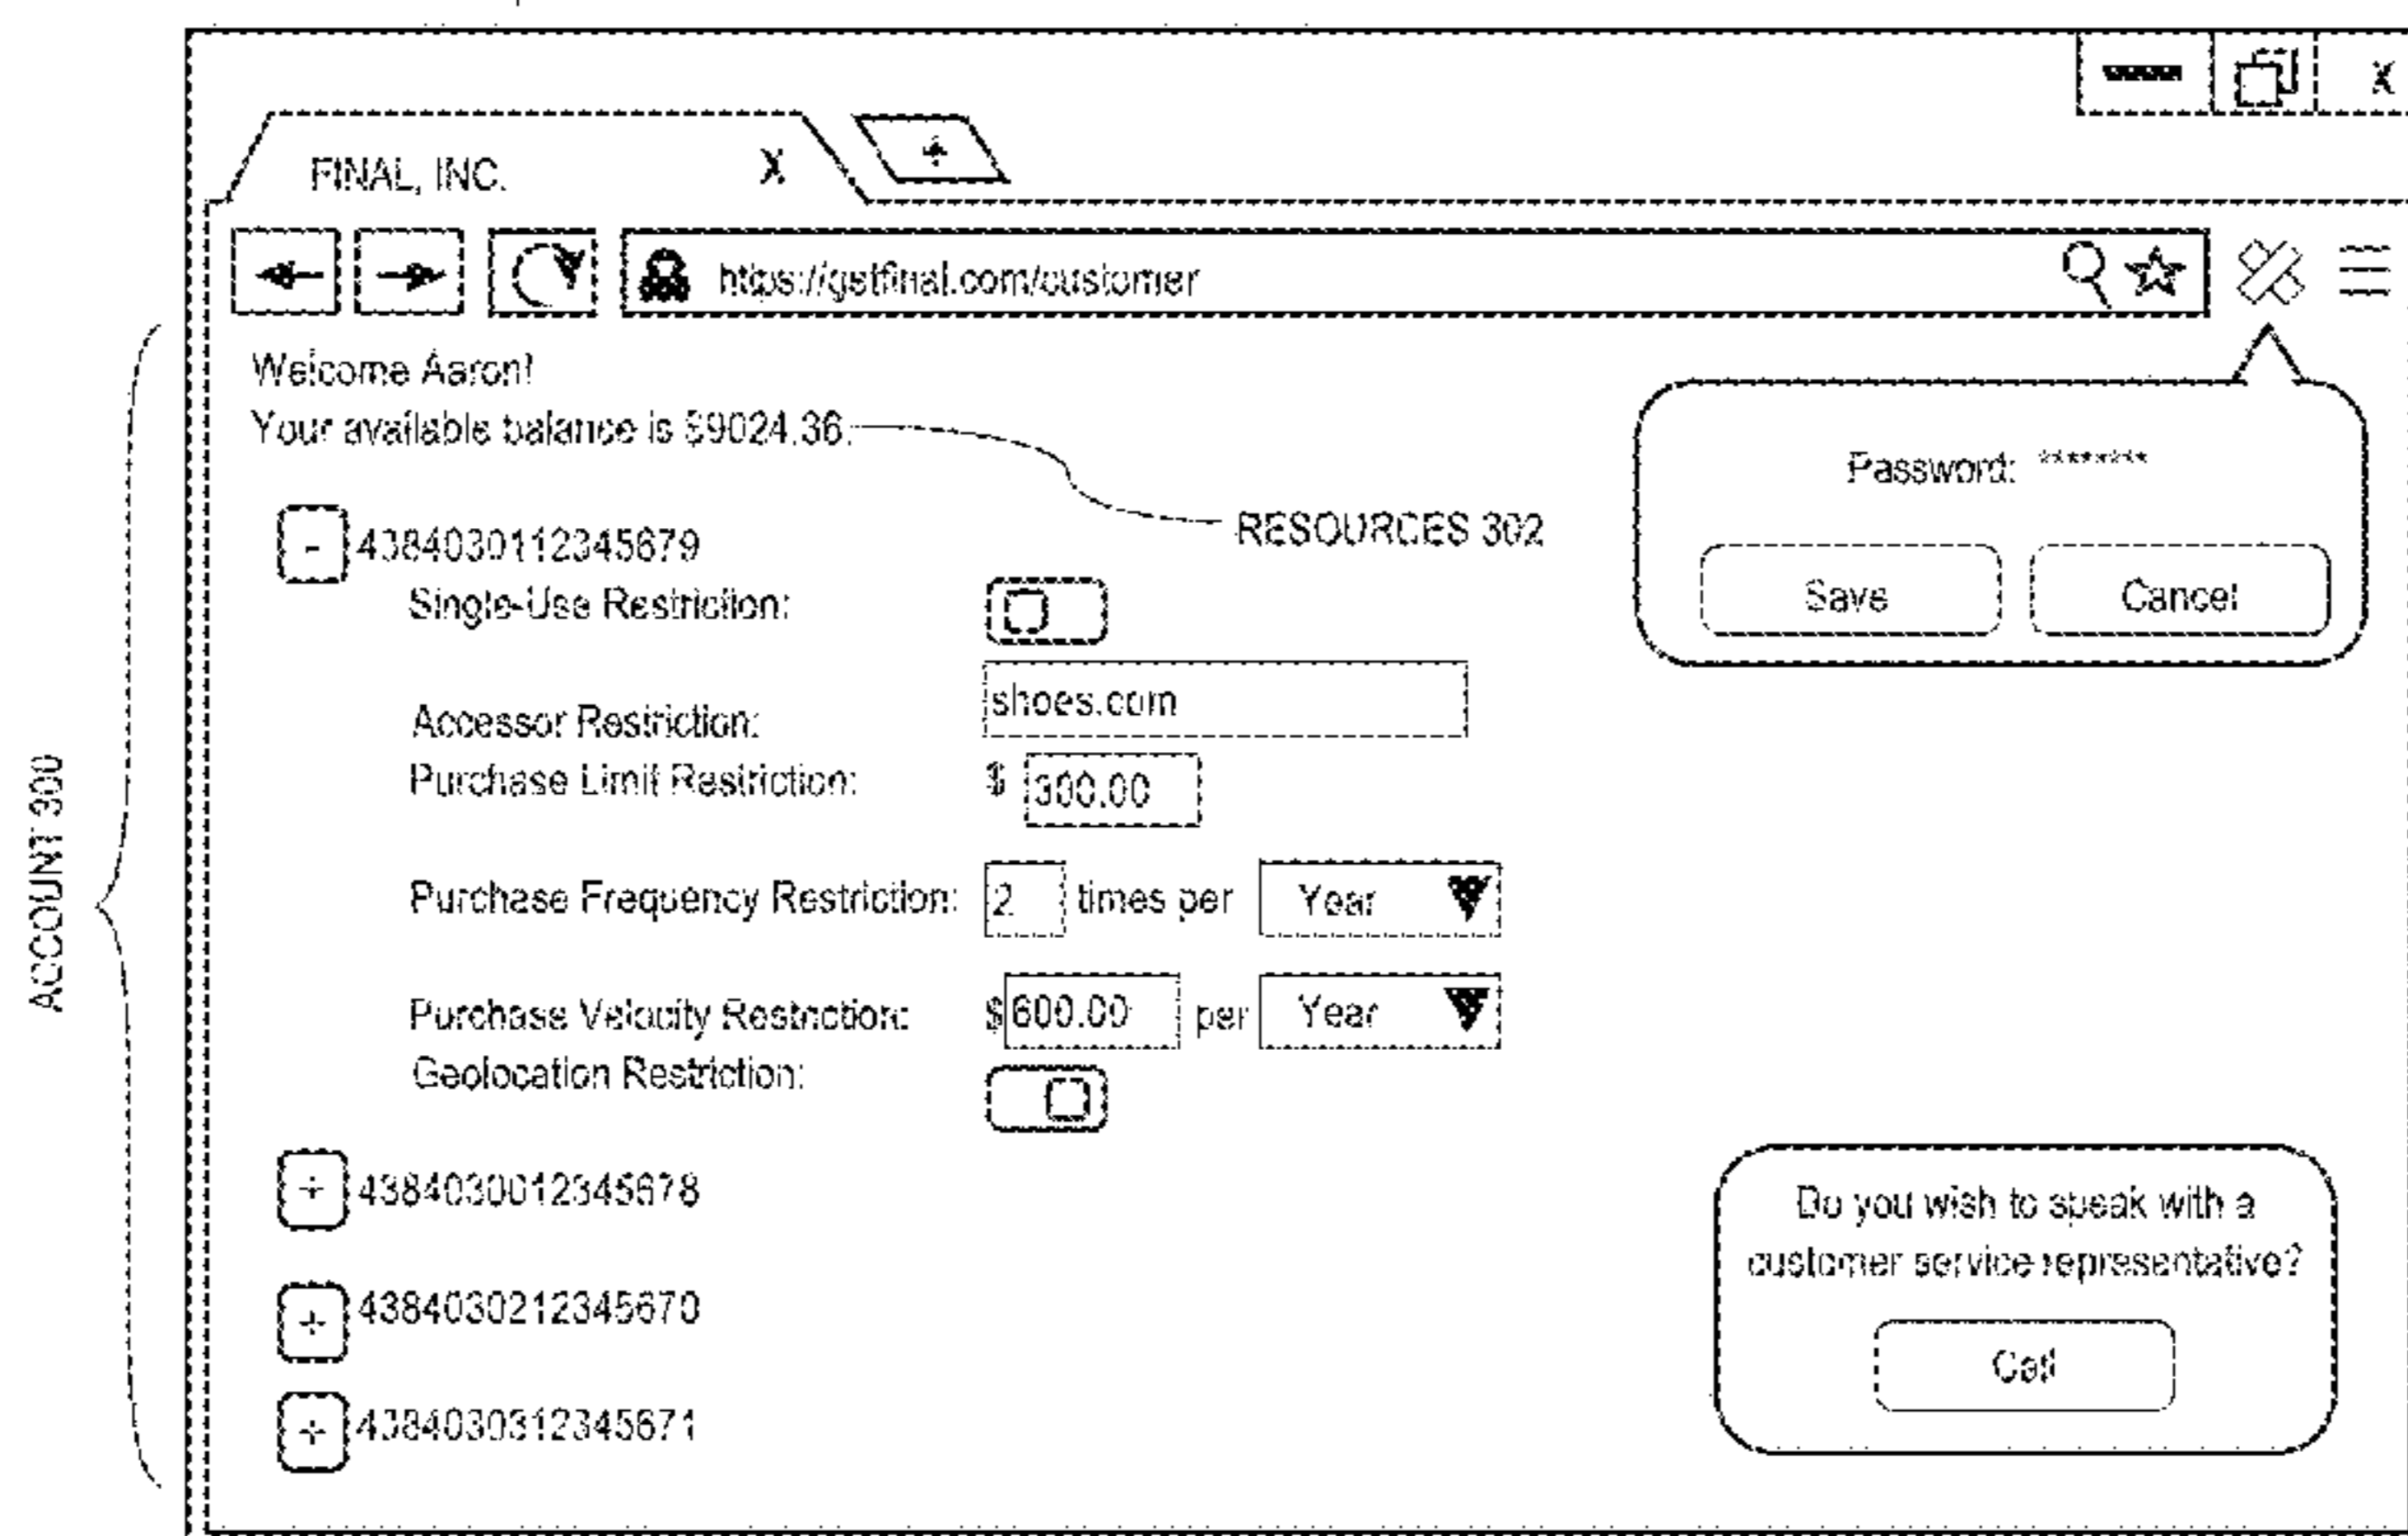 FINAL, INC. X +
X
https://getfinal.com/customer
Welcome Aaron!
Your available balance is $9024.36.
RESOURCES 302
Password: ********
Save Cancel
- 4384030112345679
Single-Use Restriction:
Accessor Restriction: shoes.com
Purchase Limit Restriction: $ 300.00
Purchase Frequency Restriction: 2 times per Year
Purchase Velocity Restriction: $600.00 per Year
Geolocation Restriction:
+ 4384030012345678
+ 4384030212345670
+ 4384030312345671
Do you wish to speak with a
customer service representative?
Call
ACCOUNT 300